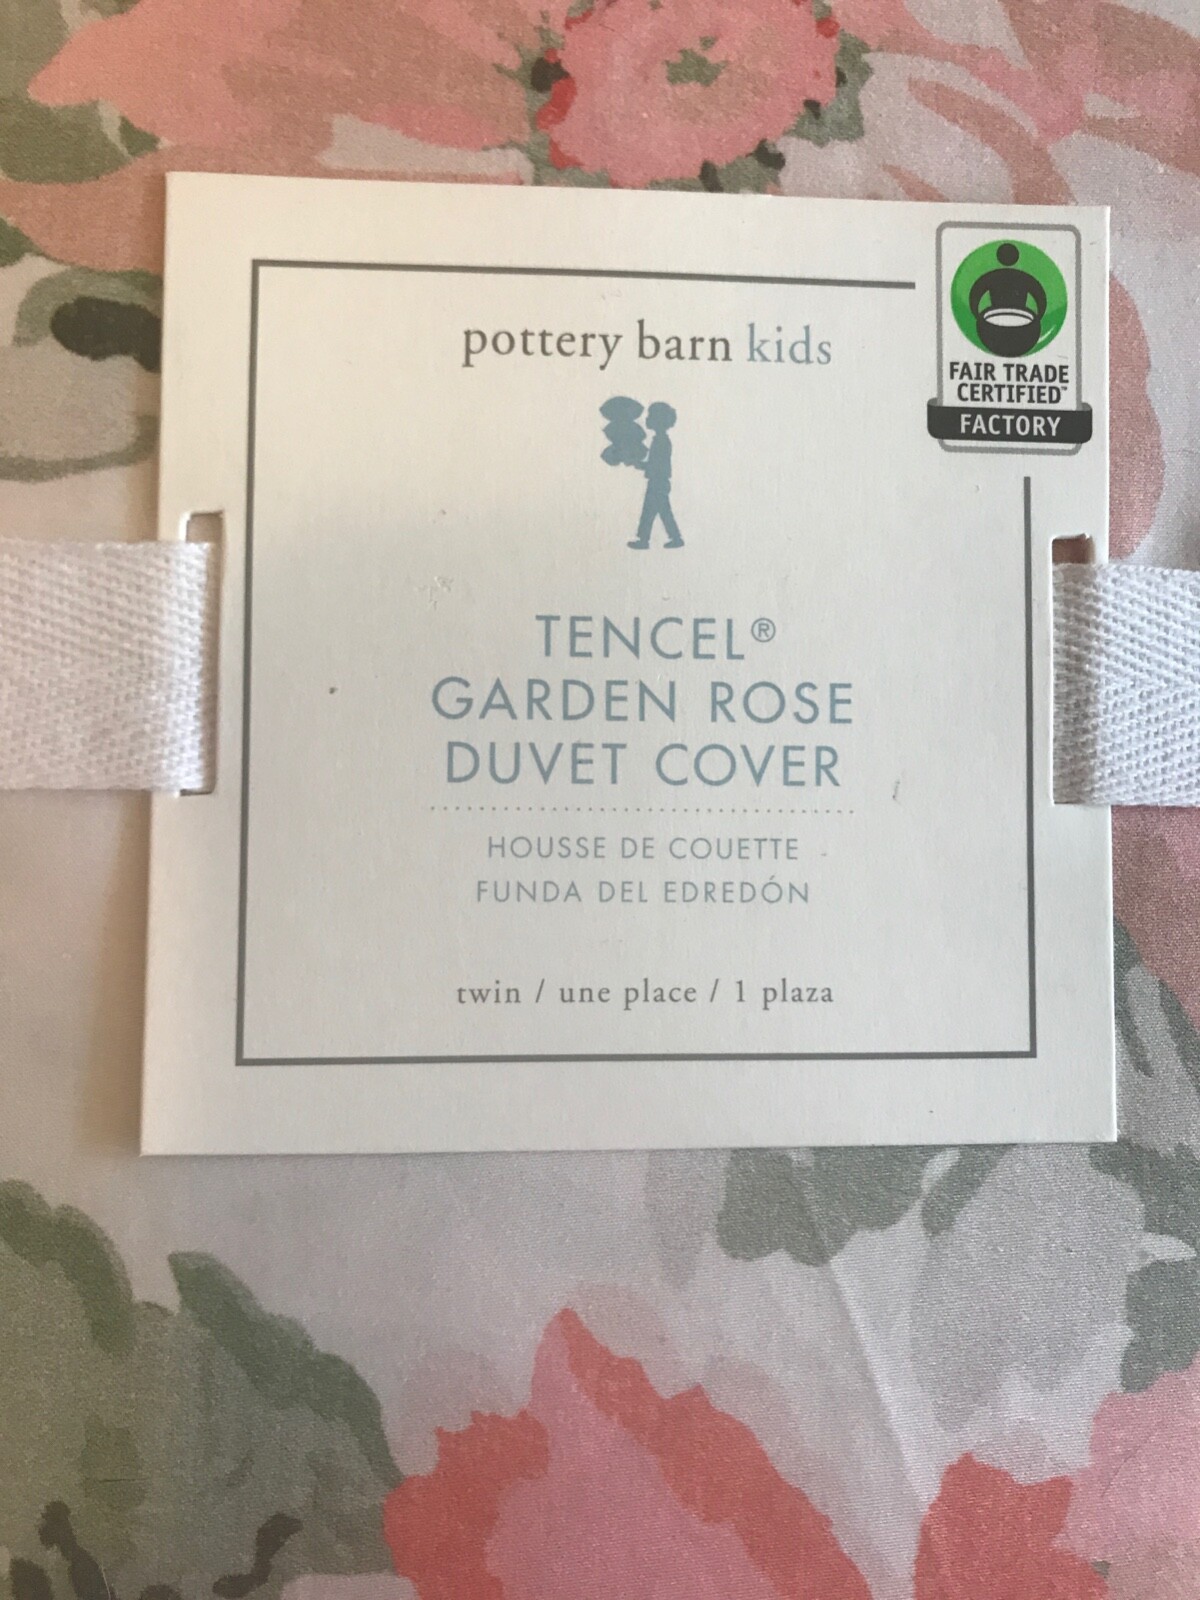 pottery barn kids
FAIR TRADE
CERTIFIED™
FACTORY
TENCEL®
GARDEN ROSE
DUVET COVER
HOUSSE DE COUETTE
FUNDA DEL EDREDÓN
twin / une place / 1 plaza